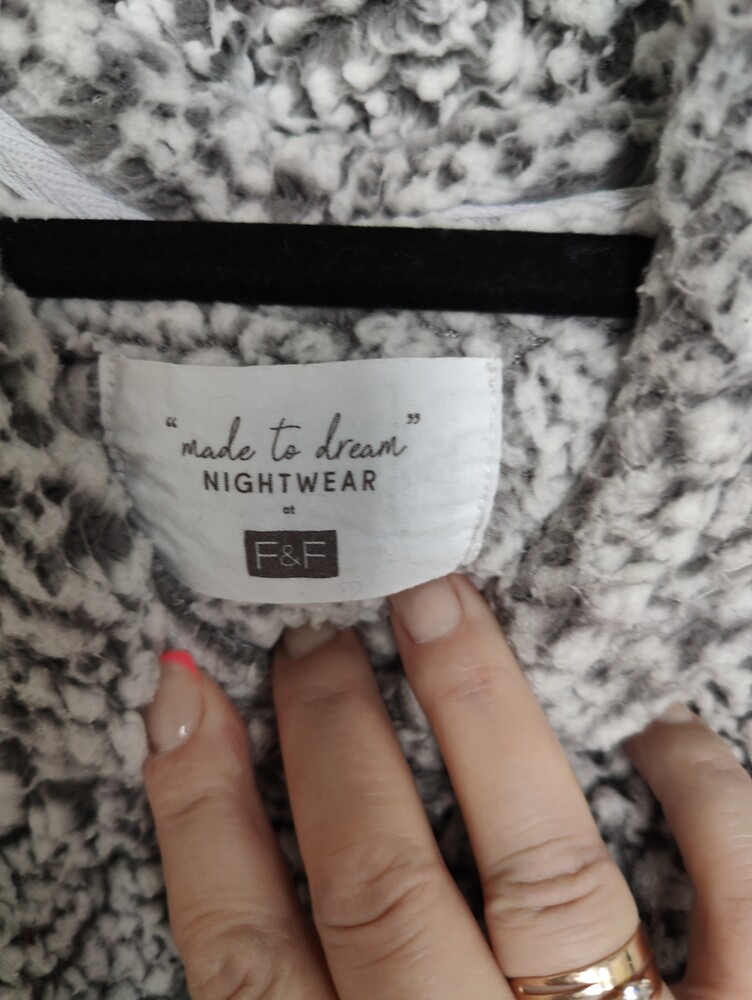 “made to dream”
NIGHTWEAR
at
F&F